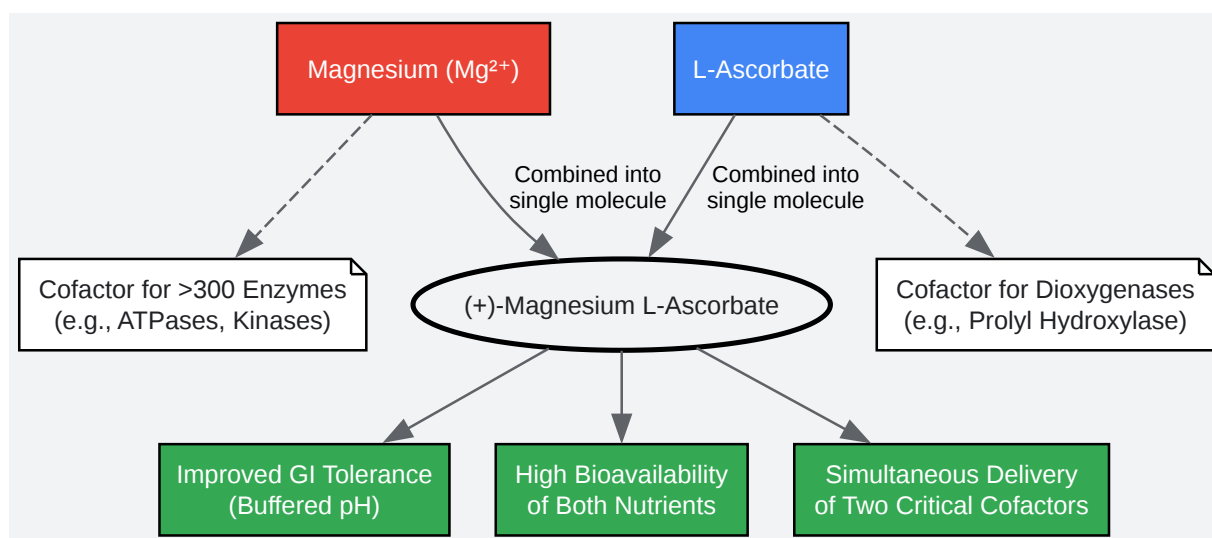 Magnesium (Mg²⁺)
L-Ascorbate
Combined into
single molecule
Combined into
single molecule
Cofactor for >300 Enzymes
(e.g., ATPases, Kinases)
(+)-Magnesium L-Ascorbate
Cofactor for Dioxygenases
(e.g., Prolyl Hydroxylase)
Improved GI Tolerance
(Buffered pH)
High Bioavailability
of Both Nutrients
Simultaneous Delivery
of Two Critical Cofactors